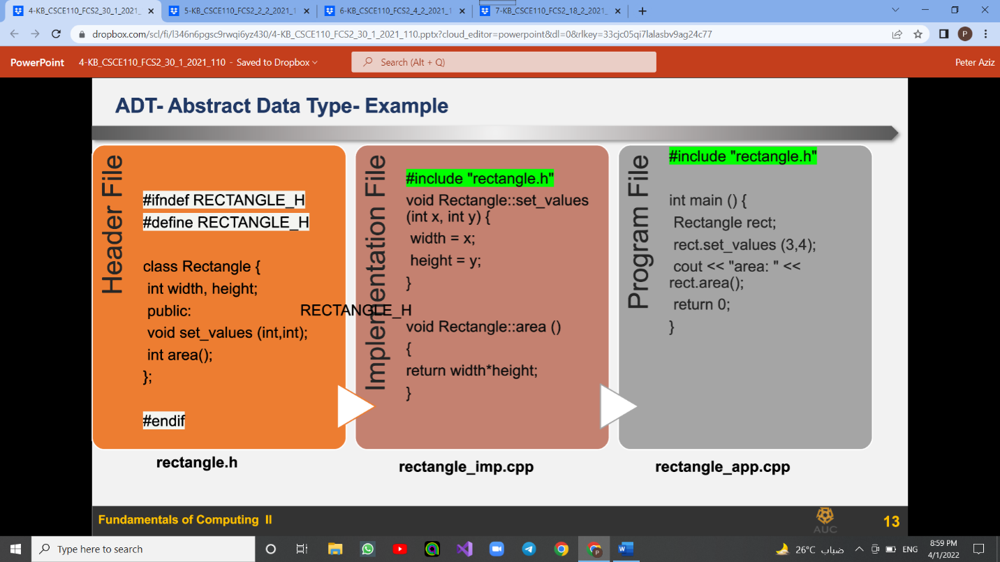 4-KB_CSCE110_FCS2_30_1_2021_
5-KB_CSCE110_FCS2_2_2_2021_1
6-KB_CSCE110_FCS2_4_2_2021_1
7-KB_CSCE110_FCS2_18_2_2021_
dropbox.com/scl/fi/l346n6pgsc9rwqi6yz430/4-KB_CSCE110_FCS2_30_1_2021_110.pptx?cloud_editor=powerpoint&dl=0&rlkey=33cjc05qi7lalasbv9ag24c77
P
PowerPoint 4-KB_CSCE110_FCS2_30_1_2021_110 - Saved to Dropbox
Search (Alt + Q)
Peter Aziz
ADT- Abstract Data Type- Example
Header File
#ifndef RECTANGLE_H
#define RECTANGLE_H
class Rectangle {
int width, height;
public:
void set_values (int,int);
int area();
};
#endif
RECTANGLE_H
rectangle.h
Implementation File
#include "rectangle.h"
void Rectangle::set_values
(int x, int y) {
width = x;
height = y;
}
void Rectangle::area ()
{
return width*height;
}
rectangle_imp.cpp
Program File
#include "rectangle.h"
int main () {
Rectangle rect;
rect.set_values (3,4);
cout << "area: " <<
rect.area();
return 0;
}
rectangle_app.cpp
Fundamentals of Computing II
AUC
13
Type here to search
P
W
26°C ضباب
ENG
8:59 PM
4/1/2022